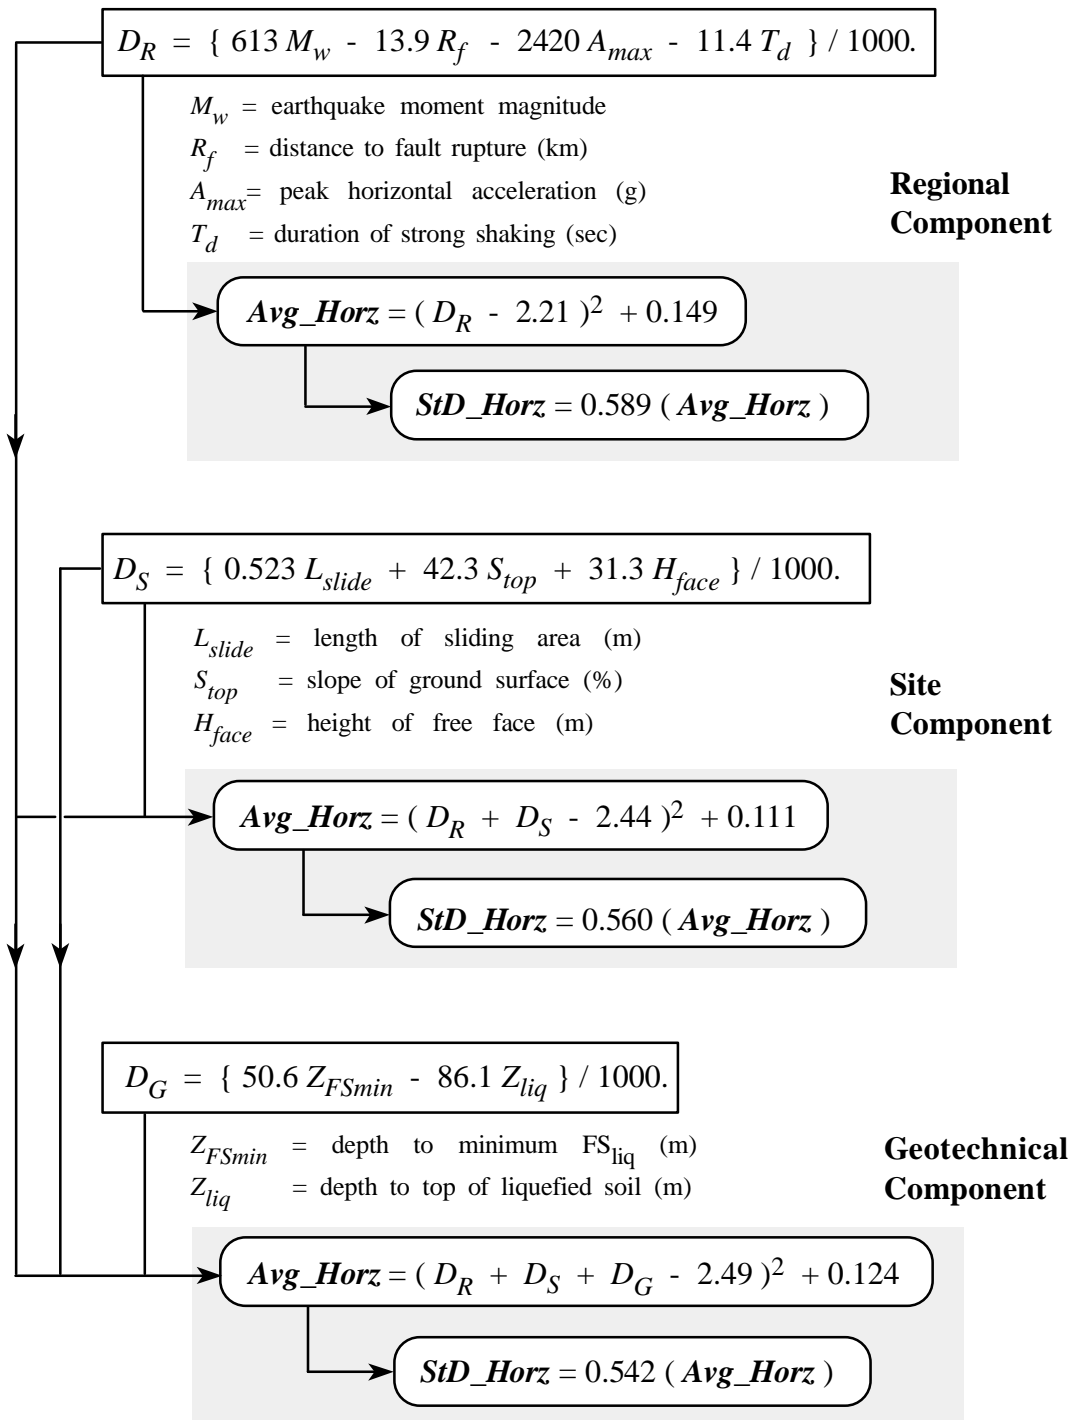 D_R = { 613 M_w - 13.9 R_f - 2420 A_max - 11.4 T_d } / 1000.
M_w = earthquake moment magnitude
R_f = distance to fault rupture (km)
A_max= peak horizontal acceleration (g)
T_d = duration of strong shaking (sec)
Regional
Component
Avg_Horz = ( D_R - 2.21 )² + 0.149
StD_Horz = 0.589 ( Avg_Horz )
D_S = { 0.523 L_slide + 42.3 S_top + 31.3 H_face } / 1000.
L_slide = length of sliding area (m)
S_top = slope of ground surface (%)
H_face = height of free face (m)
Site
Component
Avg_Horz = ( D_R + D_S - 2.44 )² + 0.111
StD_Horz = 0.560 ( Avg_Horz )
D_G = { 50.6 Z_FSmin - 86.1 Z_liq } / 1000.
Z_FSmin = depth to minimum FS_liq (m)
Z_liq = depth to top of liquefied soil (m)
Geotechnical
Component
Avg_Horz = ( D_R + D_S + D_G - 2.49 )² + 0.124
StD_Horz = 0.542 ( Avg_Horz )